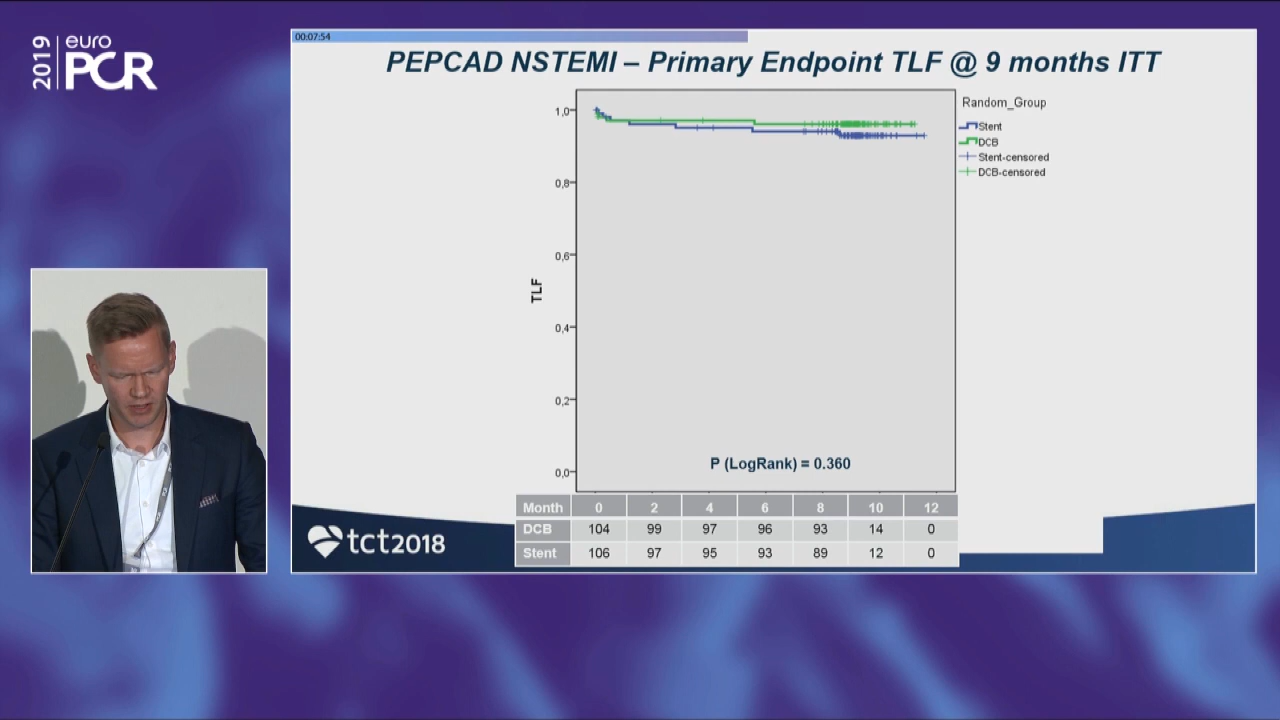 2019
euro
PCR
00:07:54
PEPCAD NSTEMI – Primary Endpoint TLF @ 9 months ITT
Random_Group
Stent
DCB
Stent-censored
DCB-censored
TLF
1,0
0,8
0,6
0,4
0,2
0,0
P (LogRank) = 0.360
Month 0 2 4 6 8 10 12
DCB 104 99 97 96 93 14 0
Stent 106 97 95 93 89 12 0
tct2018